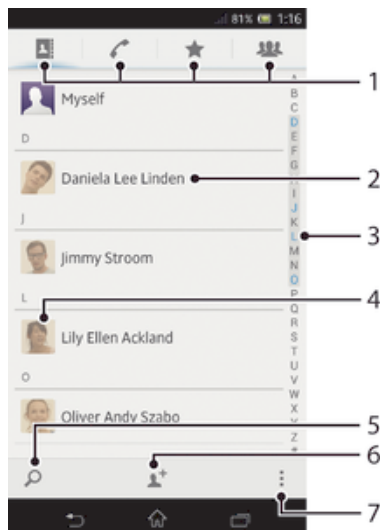 81% 1:16
1
Myself
D
Daniela Lee Linden
2
J
Jimmy Stroom
3
L
4
Lily Ellen Ackland
O
Oliver Andy Szabo
5
6
7
A
B
C
D
E
F
G
I
J
K
L
M
N
O
P
Q
R
S
T
U
V
W
X
Z
#